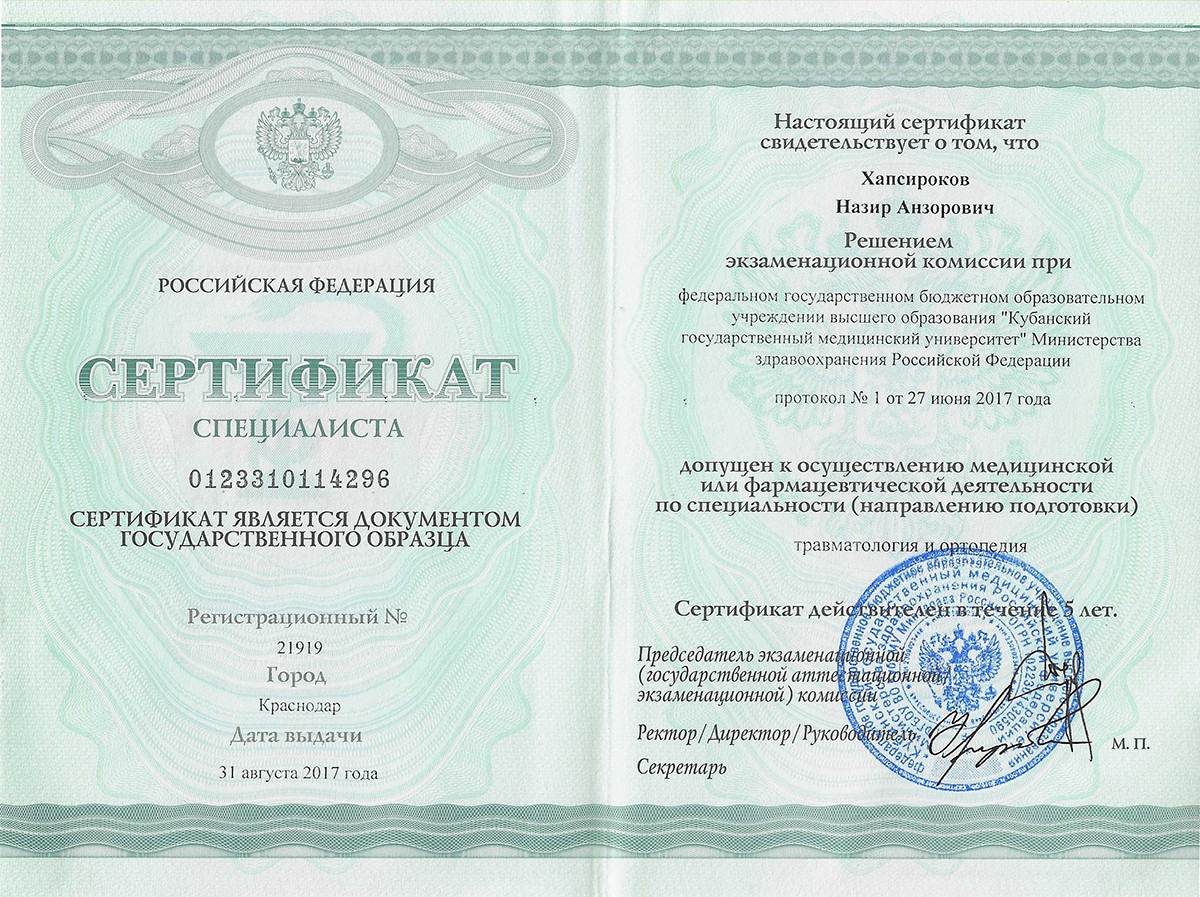 РОССИЙСКАЯ ФЕДЕРАЦИЯ
СЕРТИФИКАТ
СПЕЦИАЛИСТА
0123310114296
СЕРТИФИКАТ ЯВЛЯЕТСЯ ДОКУМЕНТОМ
ГОСУДАРСТВЕННОГО ОБРАЗЦА
Регистрационный №
21919
Город
Краснодар
Дата выдачи
31 августа 2017 года
Настоящий сертификат
свидетельствует о том, что
Хапсироков
Назир Анзорович
Решением
экзаменационной комиссии при
федеральном государственном бюджетном образовательном
учреждении высшего образования "Кубанский
государственный медицинский университет" Министерства
здравоохранения Российской Федерации
протокол № 1 от 27 июня 2017 года
допущен к осуществлению медицинской
или фармацевтической деятельности
по специальности (направлению подготовки)
травматология и ортопедия
Сертификат действителен в течение 5 лет.
Председатель экзаменационной
(государственной аттестационной/
экзаменационной) комиссии
Ректор/Директор/Руководитель
Секретарь
М. П.